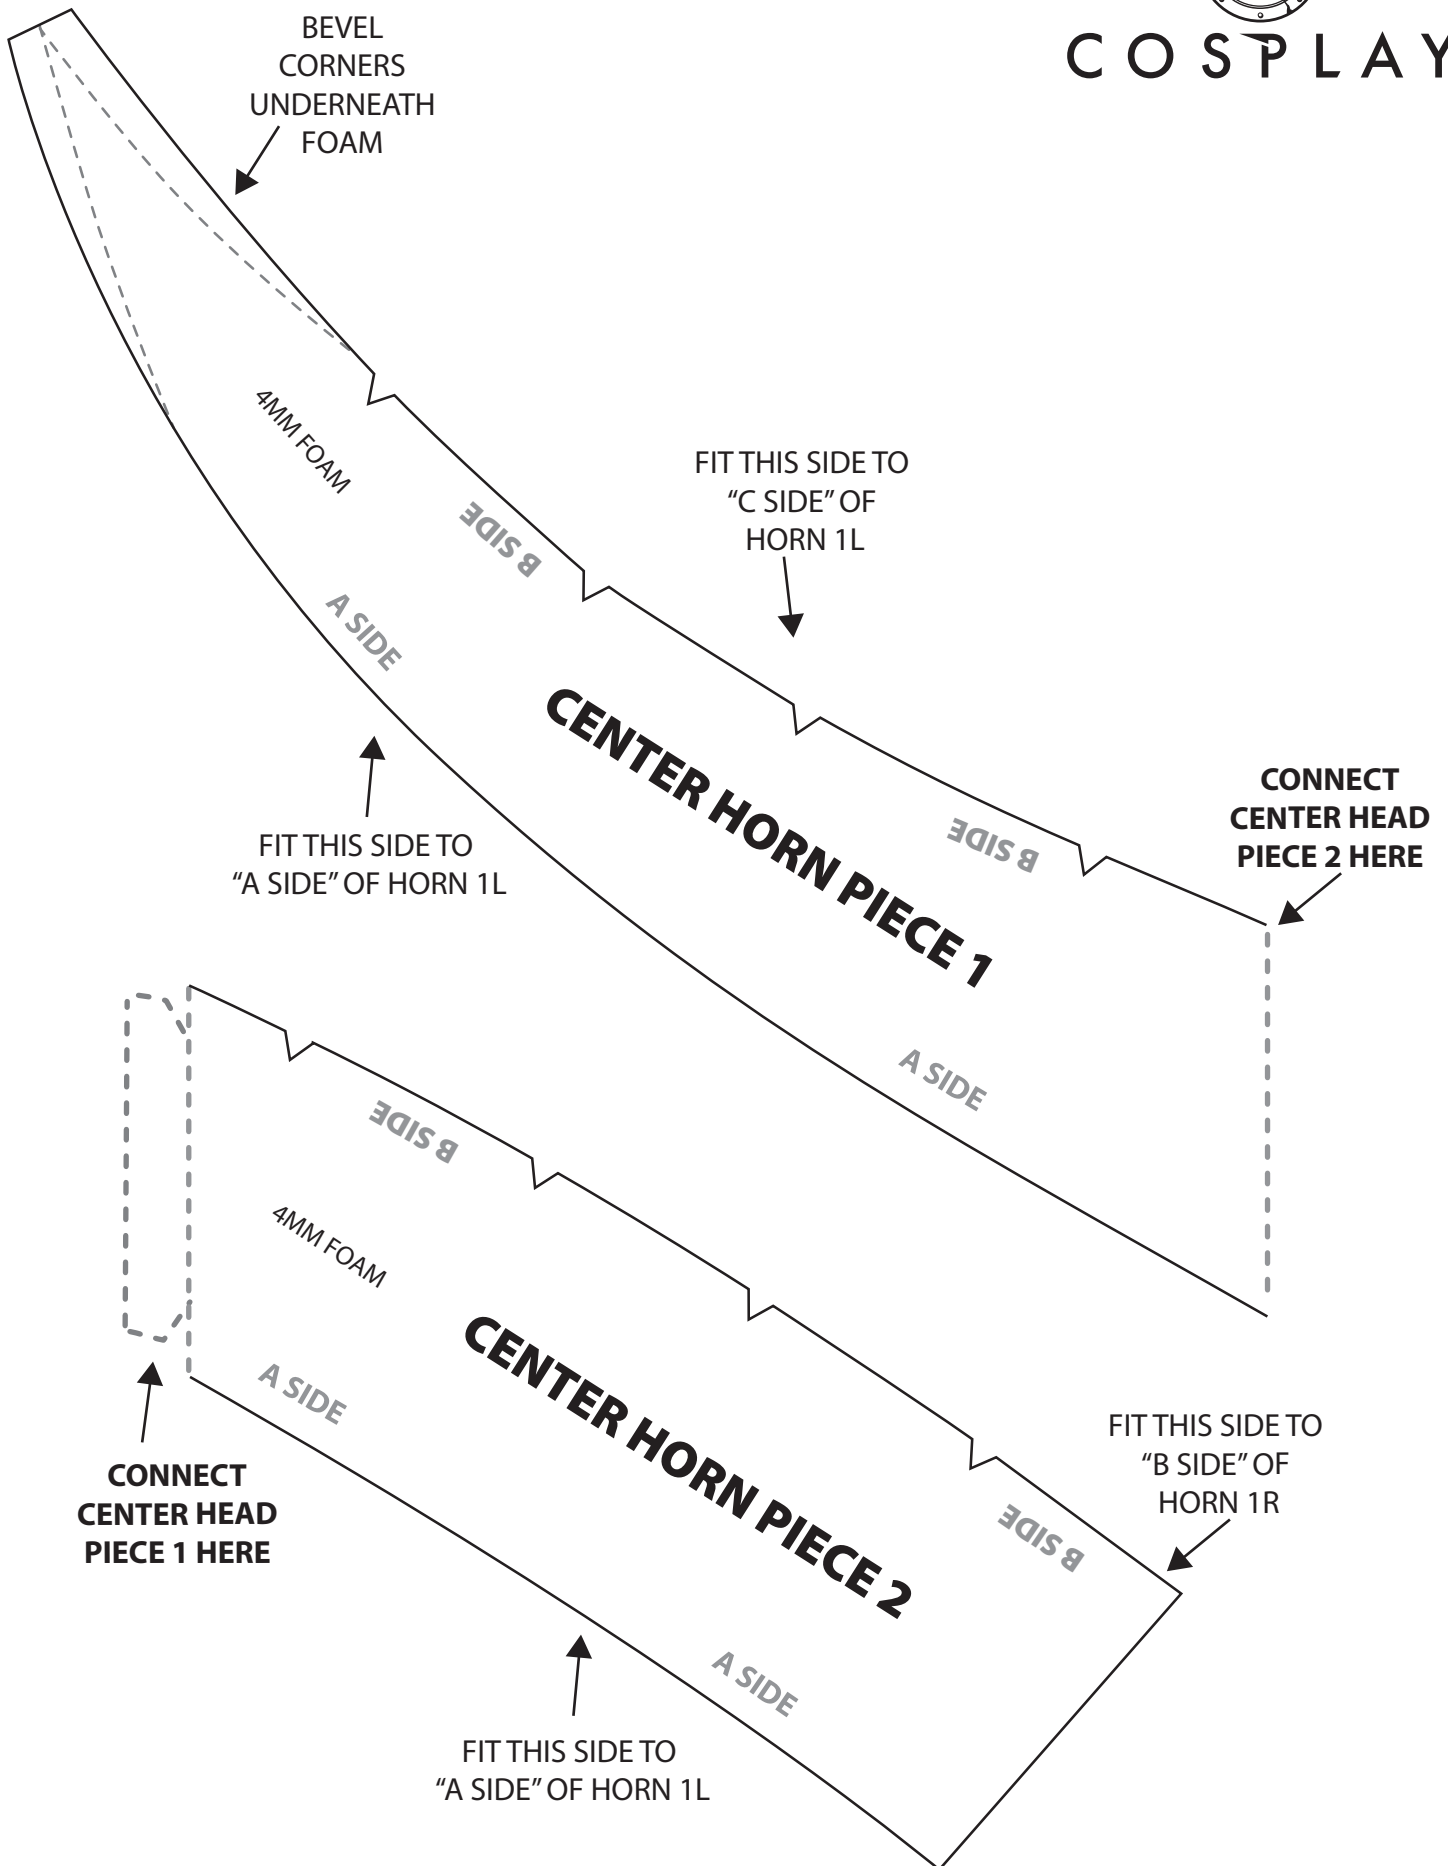 COSPLAY
BEVEL
CORNERS
UNDERNEATH
FOAM
4MM FOAM
B SIDE
FIT THIS SIDE TO
“C SIDE” OF
HORN 1L
A SIDE
CENTER HORN PIECE 1
FIT THIS SIDE TO
“A SIDE” OF HORN 1L
B SIDE
CONNECT
CENTER HEAD
PIECE 2 HERE
A SIDE
B SIDE
4MM FOAM
CENTER HORN PIECE 2
A SIDE
CONNECT
CENTER HEAD
PIECE 1 HERE
FIT THIS SIDE TO
“B SIDE” OF
HORN 1R
B SIDE
A SIDE
FIT THIS SIDE TO
“A SIDE” OF HORN 1L